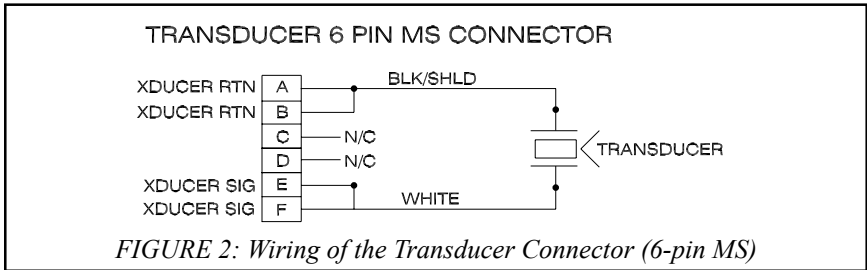 TRANSDUCER 6 PIN MS CONNECTOR
XDUCER RTN A BLK/SHLD
XDUCER RTN B
C N/C
D N/C
TRANSDUCER
XDUCER SIG E
XDUCER SIG F WHITE
FIGURE 2: Wiring of the Transducer Connector (6-pin MS)